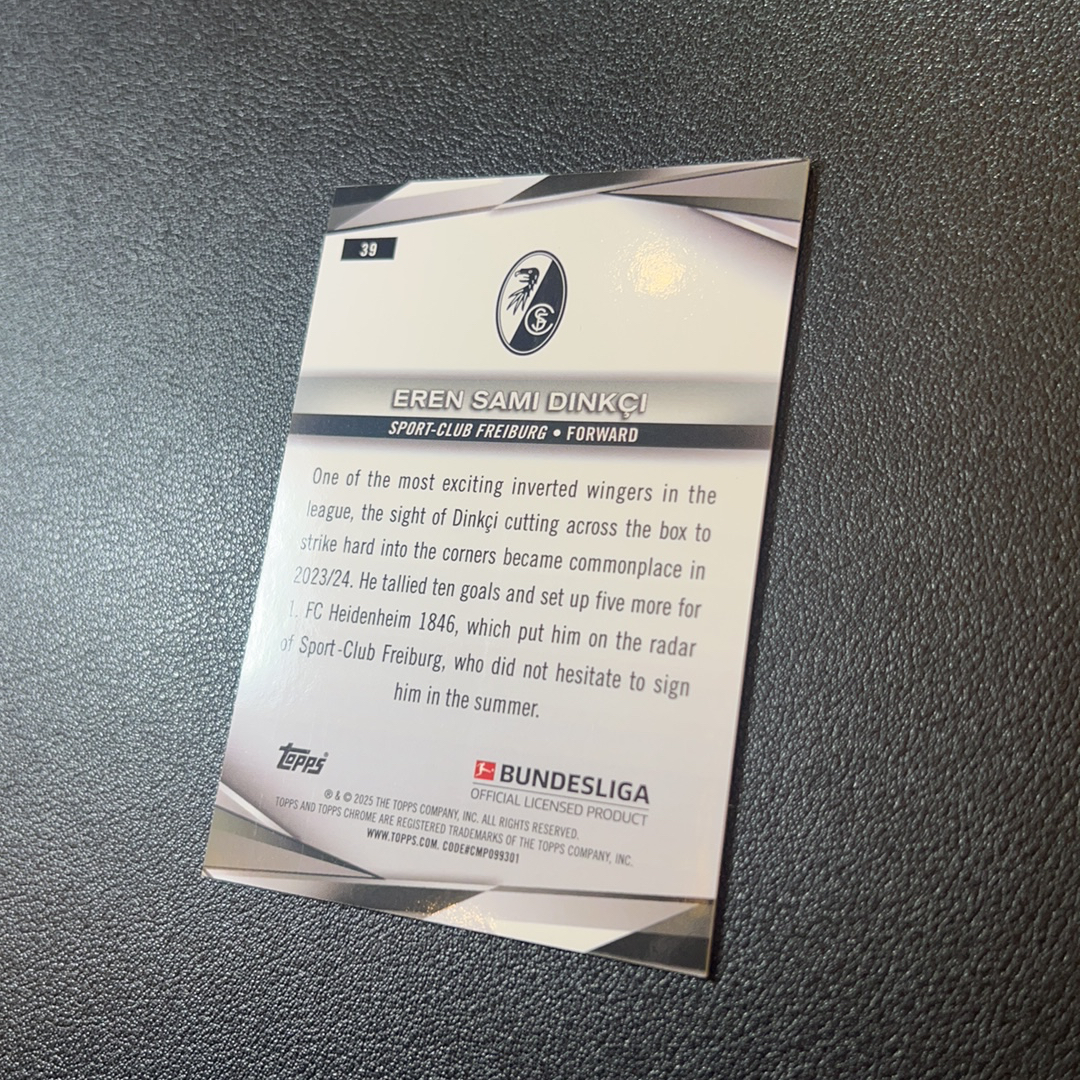 39
EREN SAMI DINKÇI
SPORT-CLUB FREIBURG • FORWARD
One of the most exciting inverted wingers in the
league, the sight of Dinkçi cutting across the box to
strike hard into the corners became commonplace in
2023/24. He tallied ten goals and set up five more for
1. FC Heidenheim 1846, which put him on the radar
of Sport-Club Freiburg, who did not hesitate to sign
him in the summer.
TOPPS®
BUNDESLIGA
OFFICIAL LICENSED PRODUCT
® & © 2025 THE TOPPS COMPANY, INC. ALL RIGHTS RESERVED.
TOPPS AND TOPPS CHROME ARE REGISTERED TRADEMARKS OF THE TOPPS COMPANY, INC.
WWW.TOPPS.COM. CODE#CMP099301